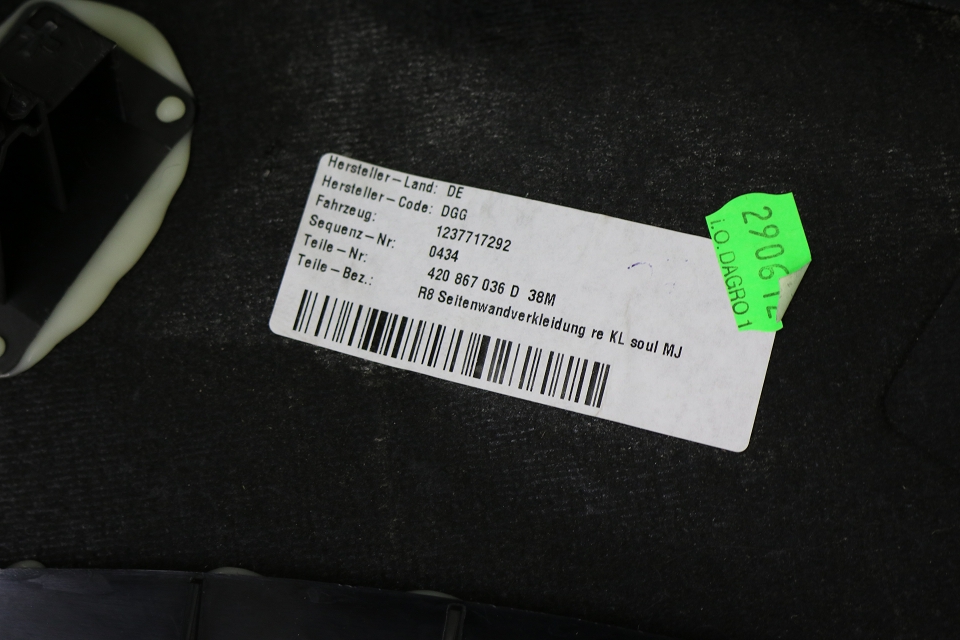 Hersteller-Land: DE
Hersteller-Code: DGG
Fahrzeug: 1237717292
Sequenz-Nr: 0434
Teile-Nr: 420 867 036 D 38M
Teile-Bez.: R8 Seitenwandverkleidung re KL soul MJ
i.O.DAGRO1